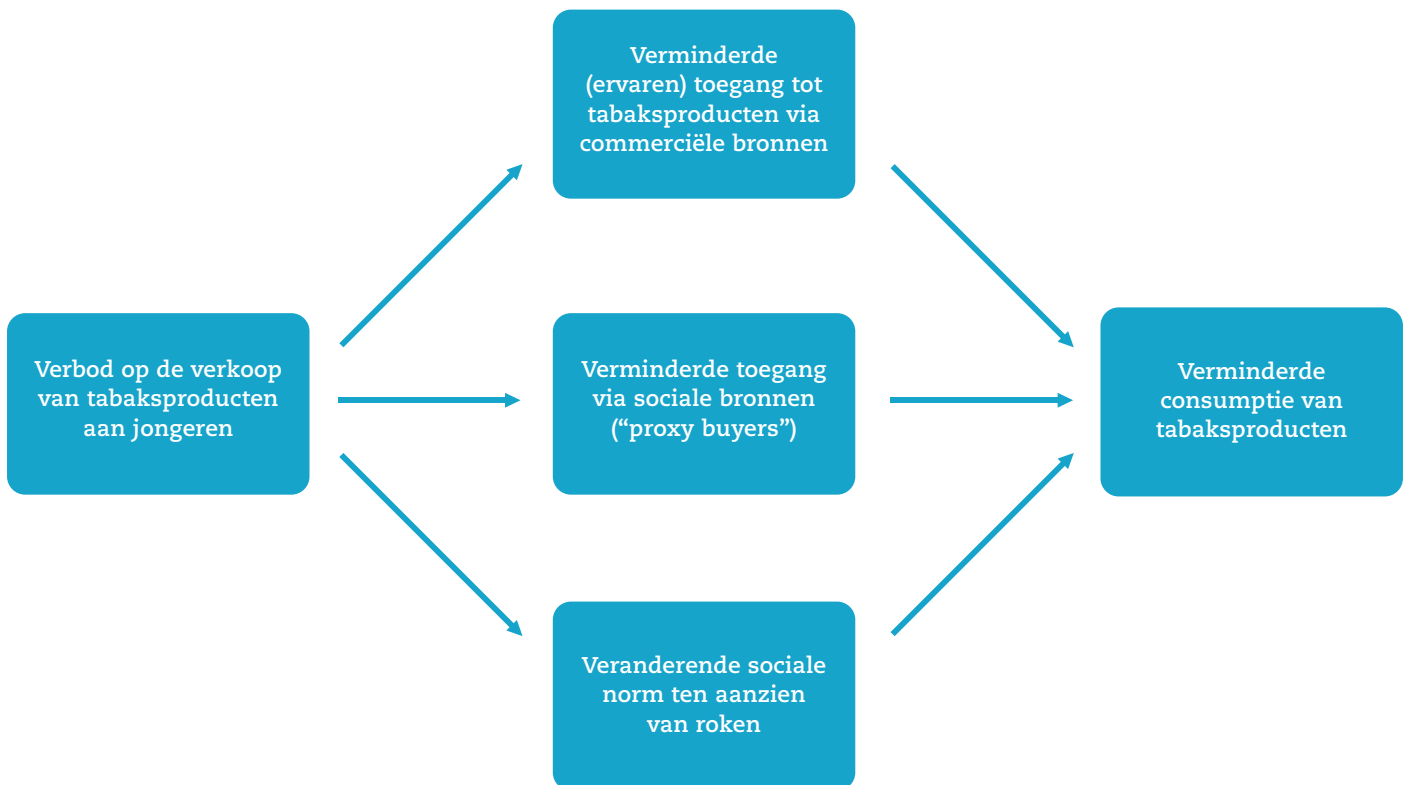 Verminderde
(ervaren) toegang tot
tabaksproducten via
commerciële bronnen
Verbod op de verkoop
van tabaksproducten
aan jongeren
Verminderde toegang
via sociale bronnen
(“proxy buyers”)
Verminderde
consumptie van
tabaksproducten
Veranderende sociale
norm ten aanzien
van roken